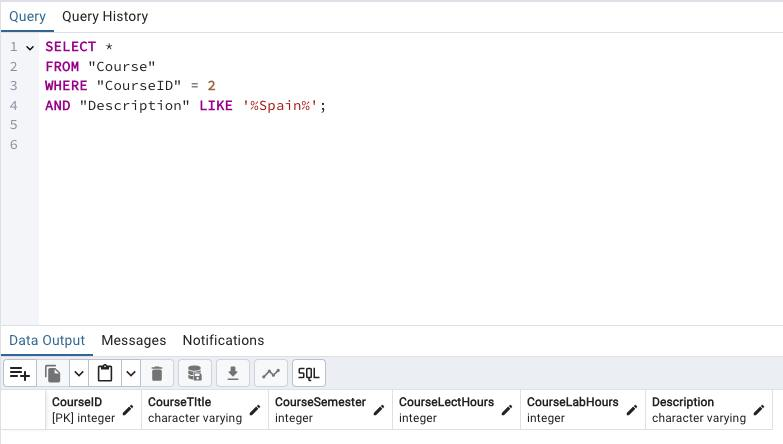 Query Query History
1 SELECT *
2 FROM "Course"
3 WHERE "CourseID" = 2
4 AND "Description" LIKE '%Spain%';
5
6
Data Output Messages Notifications
SQL
CourseID CourseTItle CourseSemester CourseLectHours CourseLabHours Description
[PK] integer character varying integer integer integer character varying